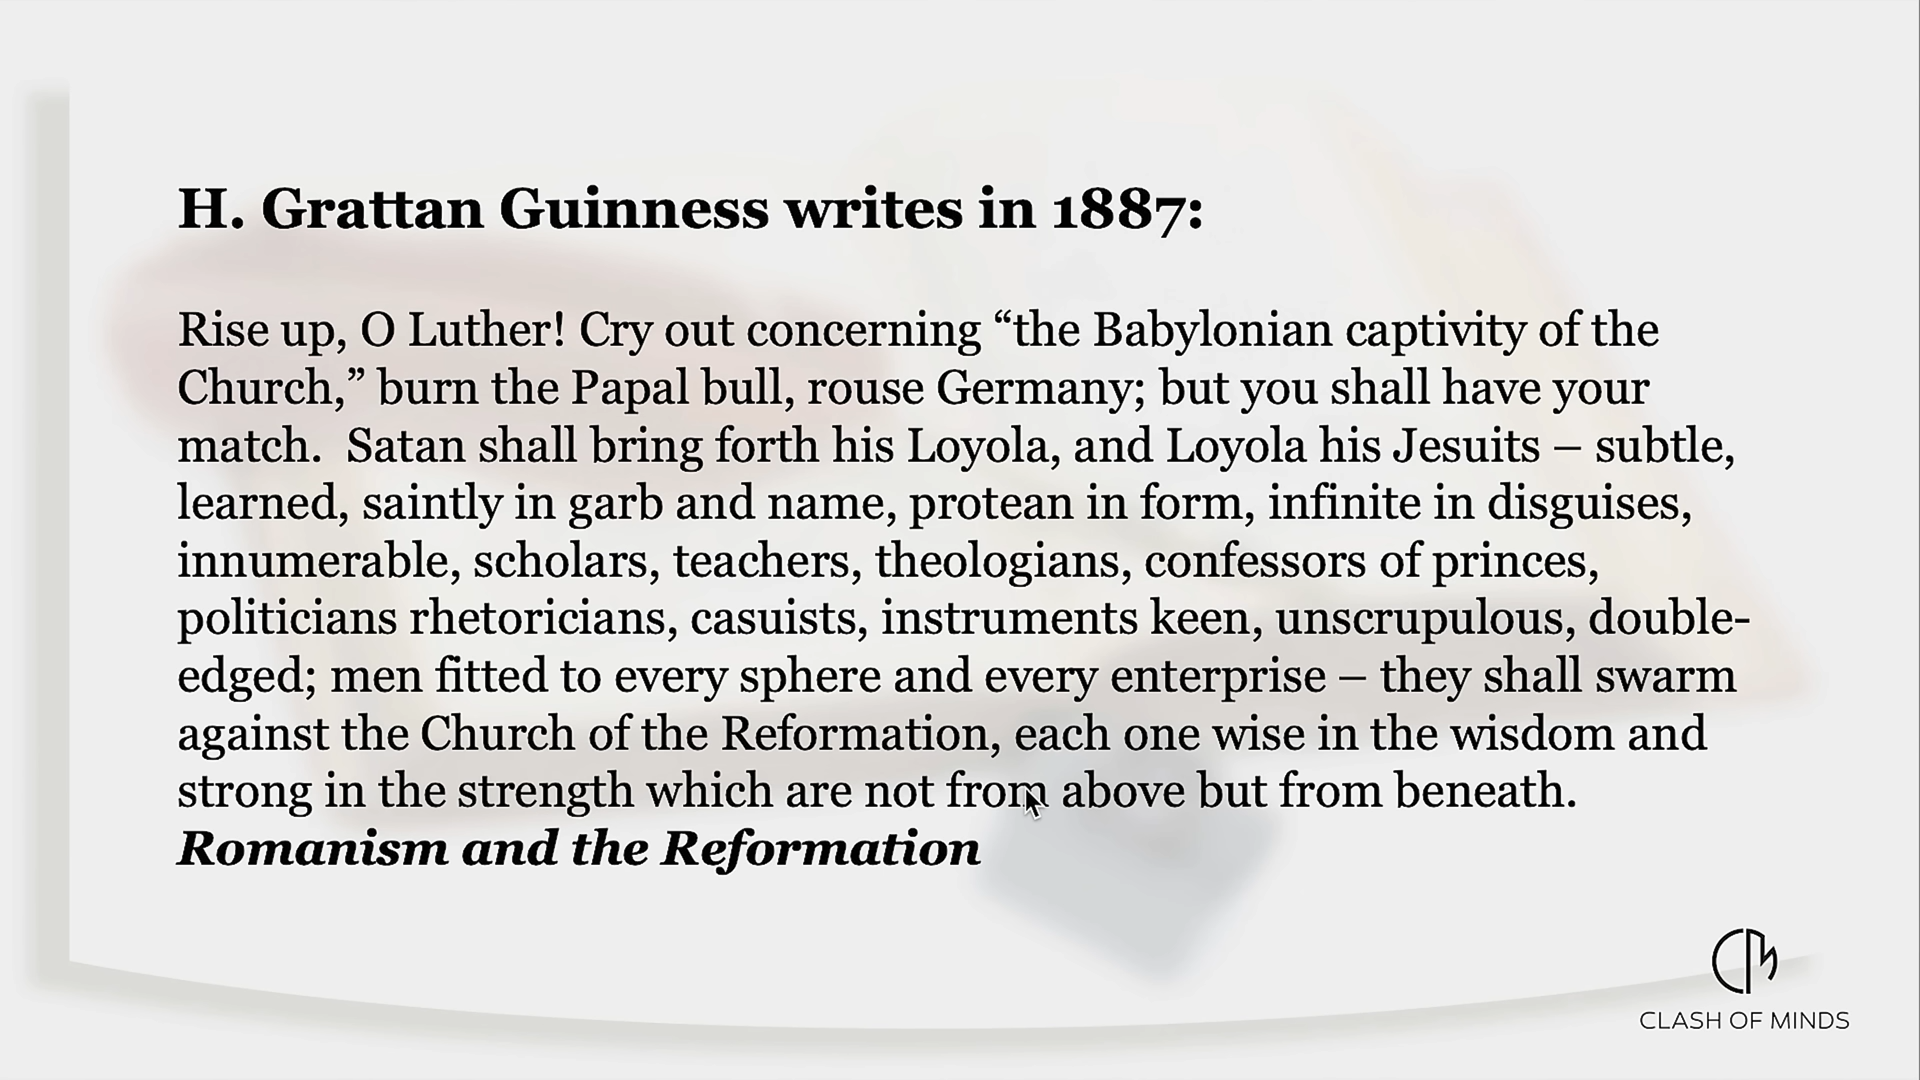 H. Grattan Guinness writes in 1887:
Rise up, O Luther! Cry out concerning “the Babylonian captivity of the
Church,” burn the Papal bull, rouse Germany; but you shall have your
match.  Satan shall bring forth his Loyola, and Loyola his Jesuits – subtle,
learned, saintly in garb and name, protean in form, infinite in disguises,
innumerable, scholars, teachers, theologians, confessors of princes,
politicians rhetoricians, casuists, instruments keen, unscrupulous, double-
edged; men fitted to every sphere and every enterprise – they shall swarm
against the Church of the Reformation, each one wise in the wisdom and
strong in the strength which are not from above but from beneath.
Romanism and the Reformation
CLASH OF MINDS